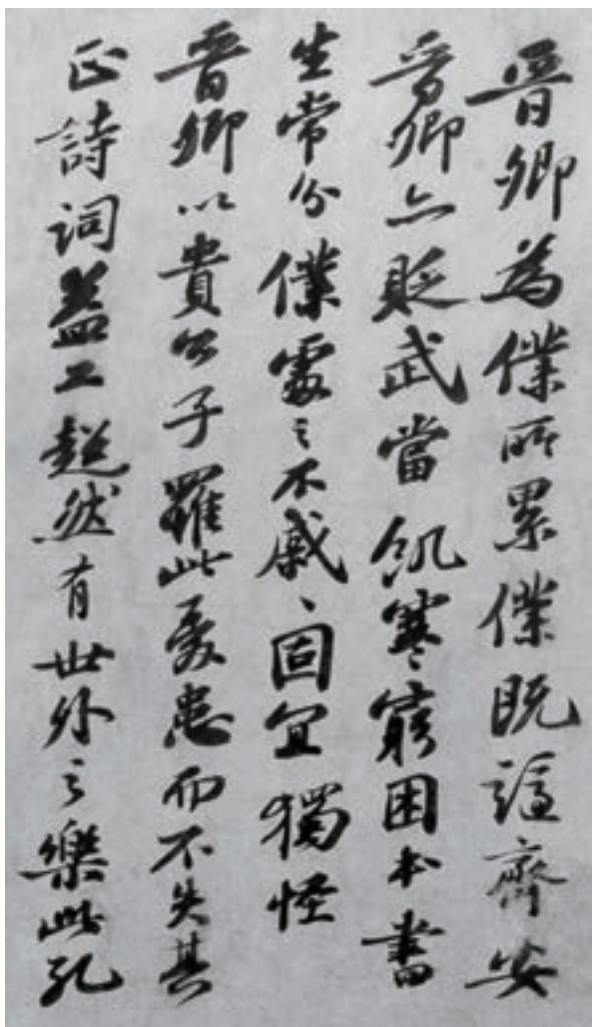 晉卿為僕所累僕既謫齊安
晉卿亦貶武當飢寒窮困本書
生常分僕處之不戚、固宜獨怪
晉卿以貴公子罹此憂患而不失其
正詩詞益工超然有世外之樂此孔